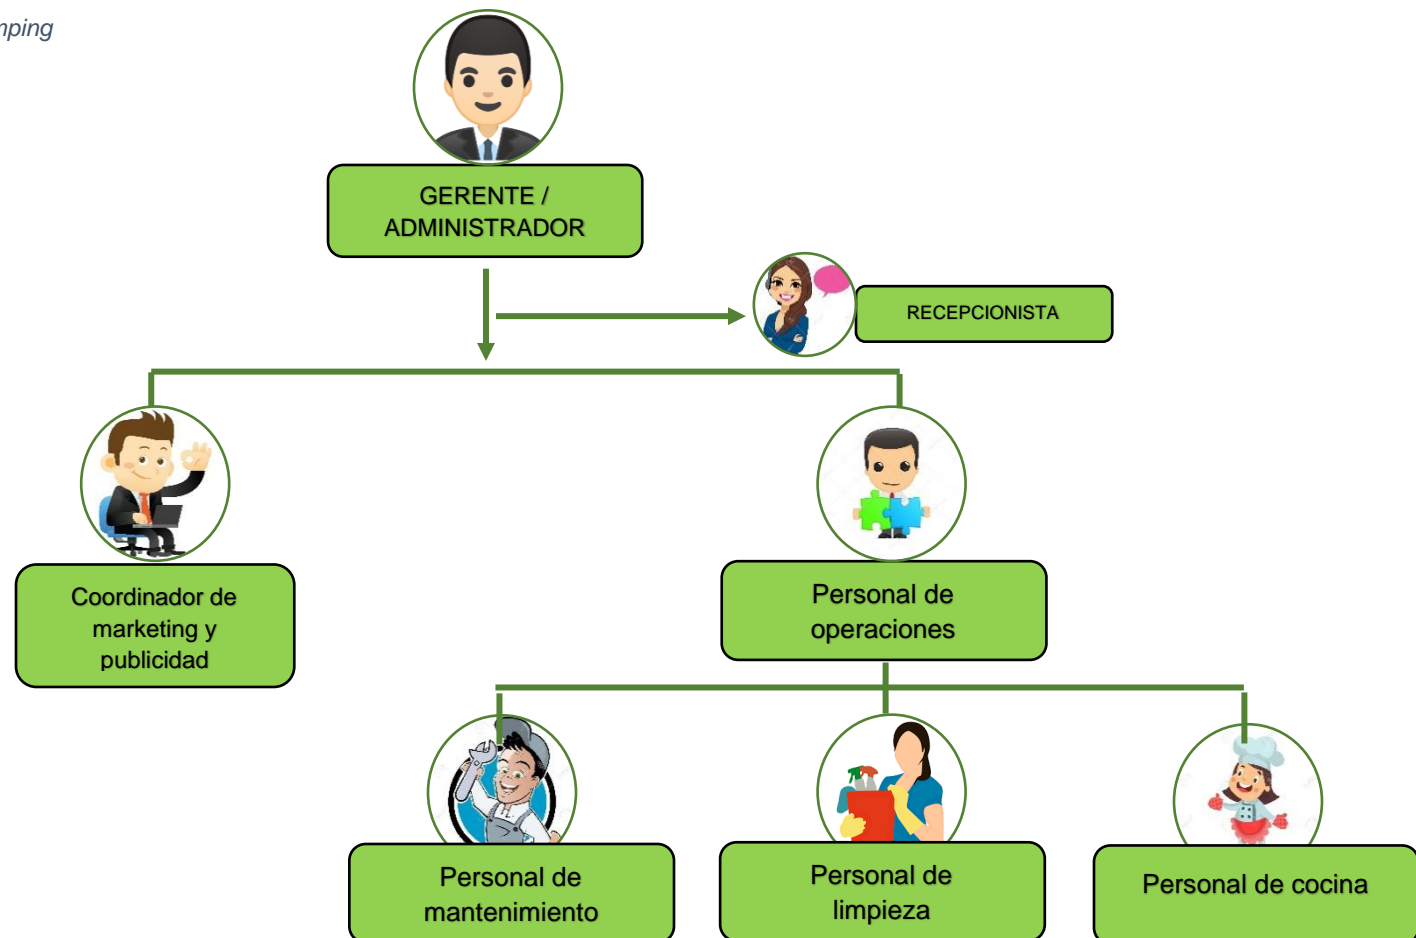 mping
GERENTE /
ADMINISTRADOR
RECEPCIONISTA
Coordinador de
marketing y
publicidad
Personal de
operaciones
Personal de
mantenimiento
Personal de
limpieza
Personal de cocina